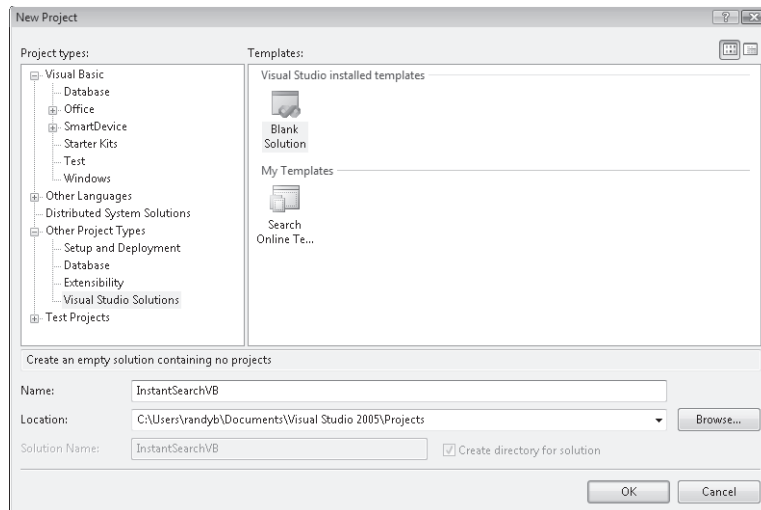 New Project
Project types:
Templates:
Visual Basic
Database
Office
SmartDevice
Starter Kits
Test
Windows
Other Languages
Distributed System Solutions
Other Project Types
Setup and Deployment
Database
Extensibility
Visual Studio Solutions
Test Projects
Visual Studio installed templates
Blank
Solution
My Templates
Search
Online Te...
Create an empty solution containing no projects
Name:
InstantSearchVB
Location:
C:\Users\randyb\Documents\Visual Studio 2005\Projects
Browse...
Solution Name:
InstantSearchVB
Create directory for solution
OK
Cancel